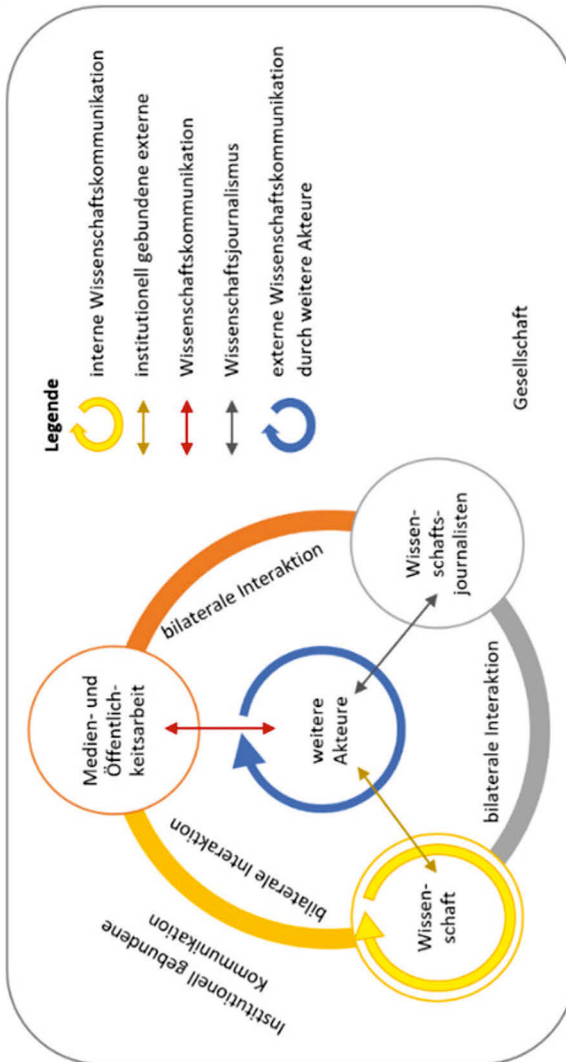 Institutionell gebundene
Kommunikation
bilaterale Interaktion
Medien- und
Öffentlich-
keitsarbeit
bilaterale Interaktion
weitere
Akteure
Wissen-
schaft
Wissen-
schafts-
journalisten
bilaterale Interaktion
Legende
interne Wissenschaftskommunikation
institutionell gebundene externe
Wissenschaftskommunikation
Wissenschaftsjournalismus
externe Wissenschaftskommunikation
durch weitere Akteure
Gesellschaft